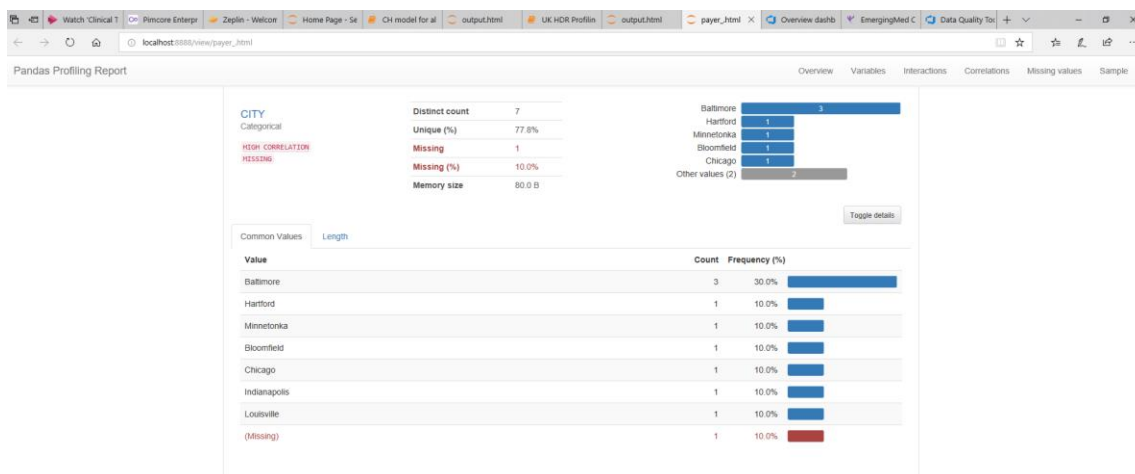 Watch 'Clinical T
Pimcore Enterpr
Zeplin - Welcom
Home Page - Se
CH model for al
output.html
UK HDR Profilin
output.html
payer_.html
Overview dashb
EmergingMed C
Data Quality Too
localhost:8888/view/payer_.html
Pandas Profiling Report
Overview Variables Interactions Correlations Missing values Sample
CITY
Categorical
HIGH CORRELATION
MISSING
Distinct count 7
Unique (%) 77.8%
Missing 1
Missing (%) 10.0%
Memory size 80.0 B
Baltimore 3
Hartford 1
Minnetonka 1
Bloomfield 1
Chicago 1
Other values (2) 2
Toggle details
Common Values Length
Value Count Frequency (%)
Baltimore 3 30.0%
Hartford 1 10.0%
Minnetonka 1 10.0%
Bloomfield 1 10.0%
Chicago 1 10.0%
Indianapolis 1 10.0%
Louisville 1 10.0%
(Missing) 1 10.0%